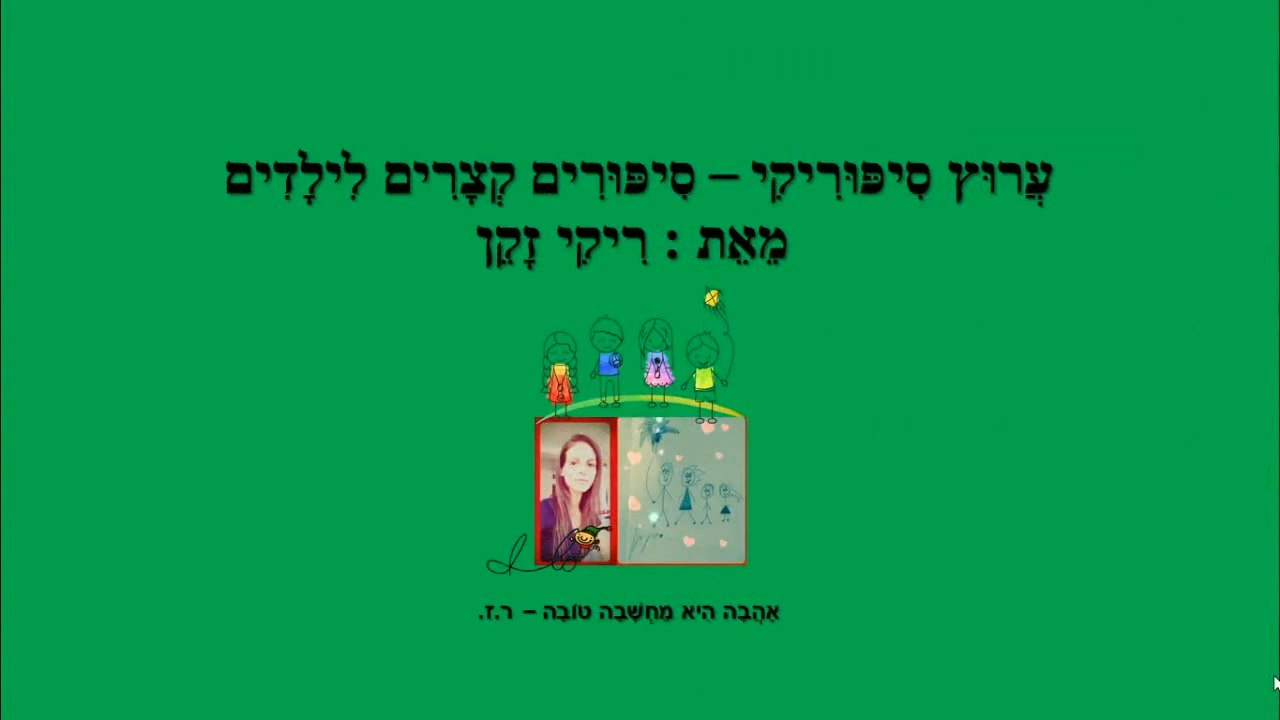 עֲרוּץ סִיפּוּרִיקִי – סִיפּוּרִים קְצָרִים לִילָדִים
מֵאֵת : רִיקִי זָקֵן
אַהֲבָה הִיא מַחְשָׁבָה טוֹבָה – ר.ז.